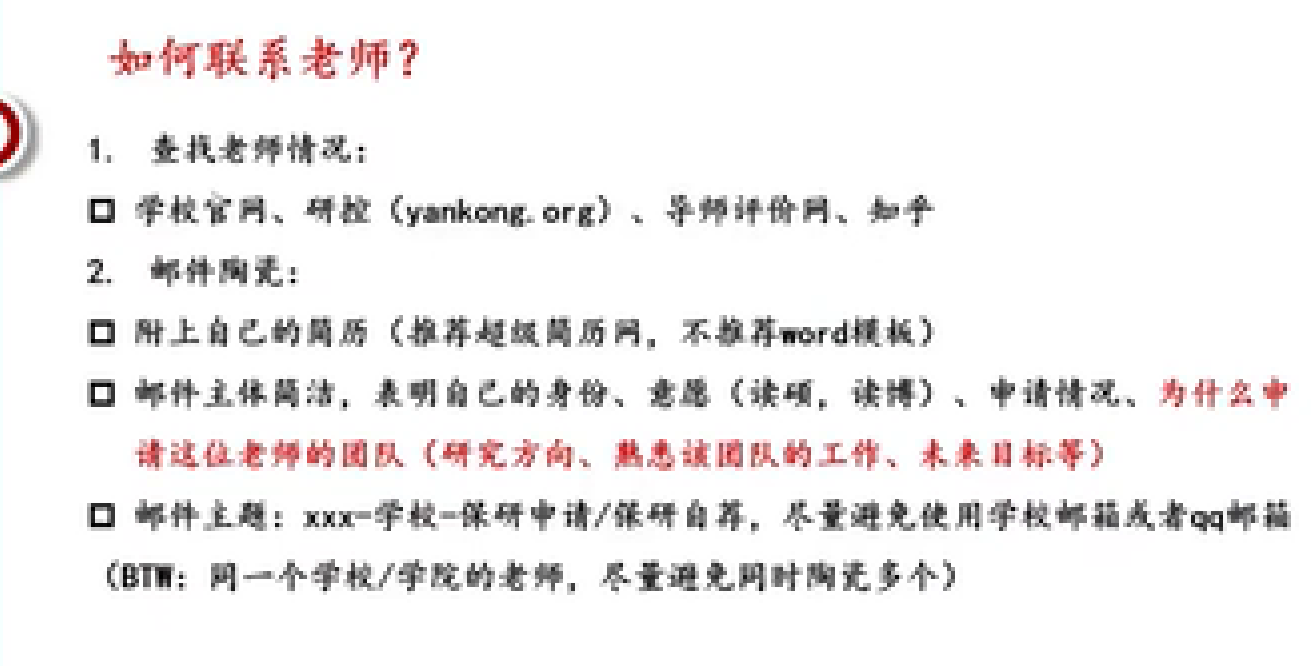 如何联系老师？
1. 查找老师情况：
口 学校官网、研控（yankong.org）、导师评价网、知乎
2. 邮件陶瓷：
口 附上自己的简历（推荐超级简历网，不推荐word模板）
口 邮件主体简洁，表明自己的身份、意愿（读硕，读博）、申请情况、为什么申
请这位老师的团队（研究方向、熟悉该团队的工作、未来目标等）
口 邮件主题：xxx-学校-保研申请/保研自荐，尽量避免使用学校邮箱或者qq邮箱
（BTW：同一个学校/学院的老师，尽量避免同时陶瓷多个）